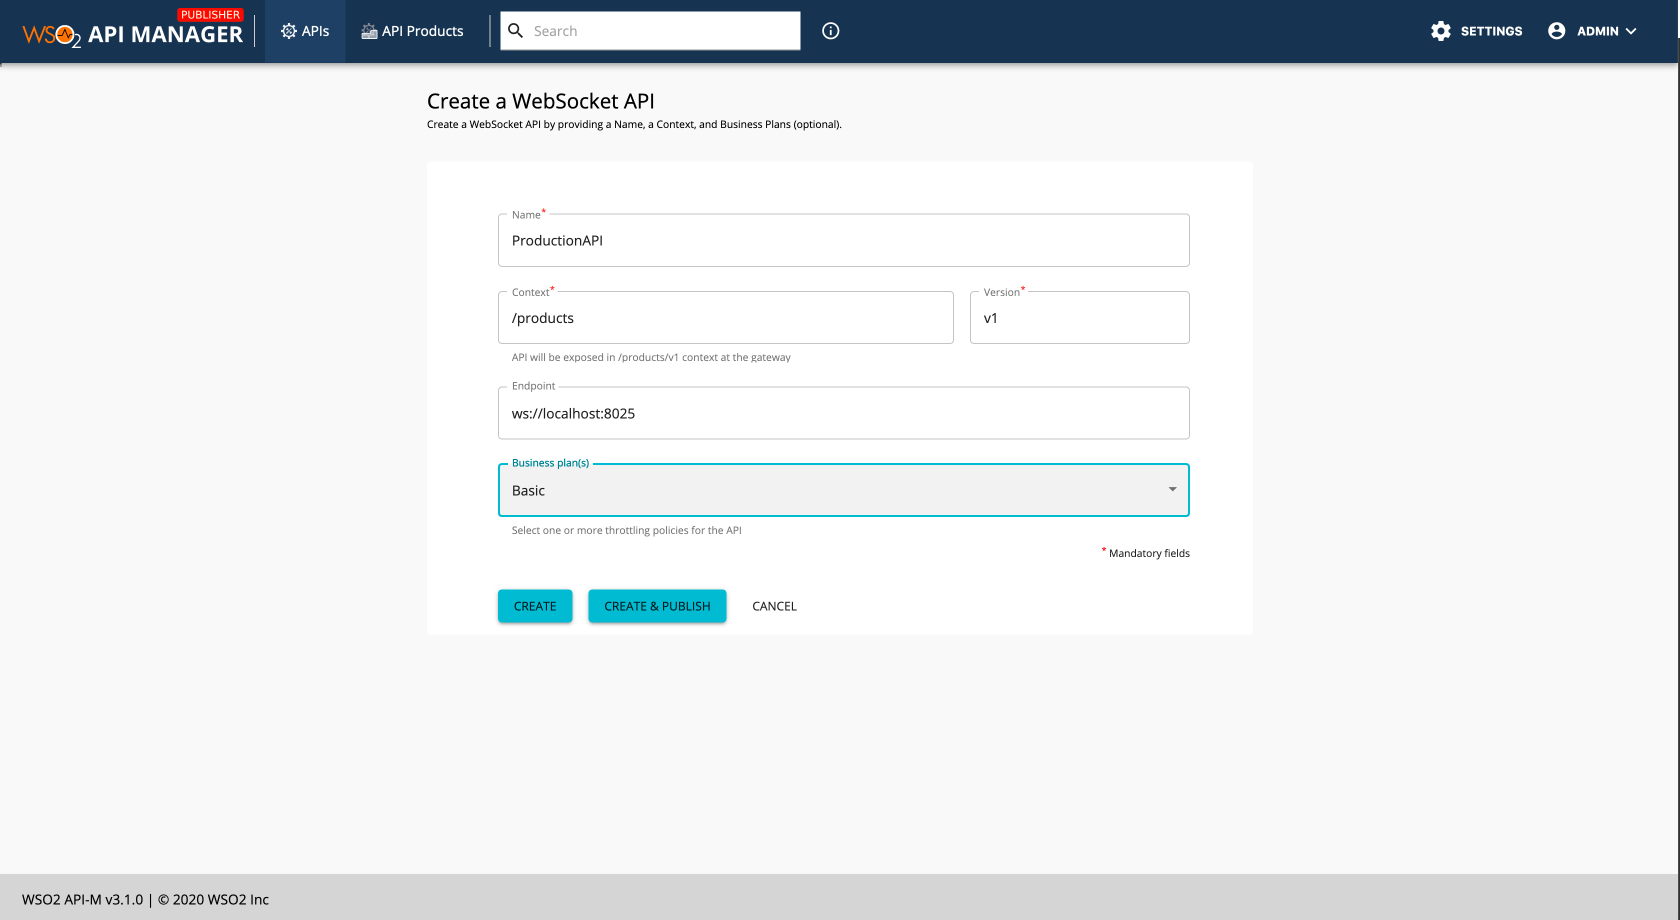 PUBLISHER
WSO2 API MANAGER
APIs
API Products
Search
SETTINGS
ADMIN
Create a WebSocket API
Create a WebSocket API by providing a Name, a Context, and Business Plans (optional).
Name*
ProductionAPI
Context*
Version*
/products
v1
API will be exposed in /products/v1 context at the gateway
Endpoint
ws://localhost:8025
Business plan(s)
Basic
Select one or more throttling policies for the API
* Mandatory fields
CREATE
CREATE & PUBLISH
CANCEL
WSO2 API-M v3.1.0 | © 2020 WSO2 Inc